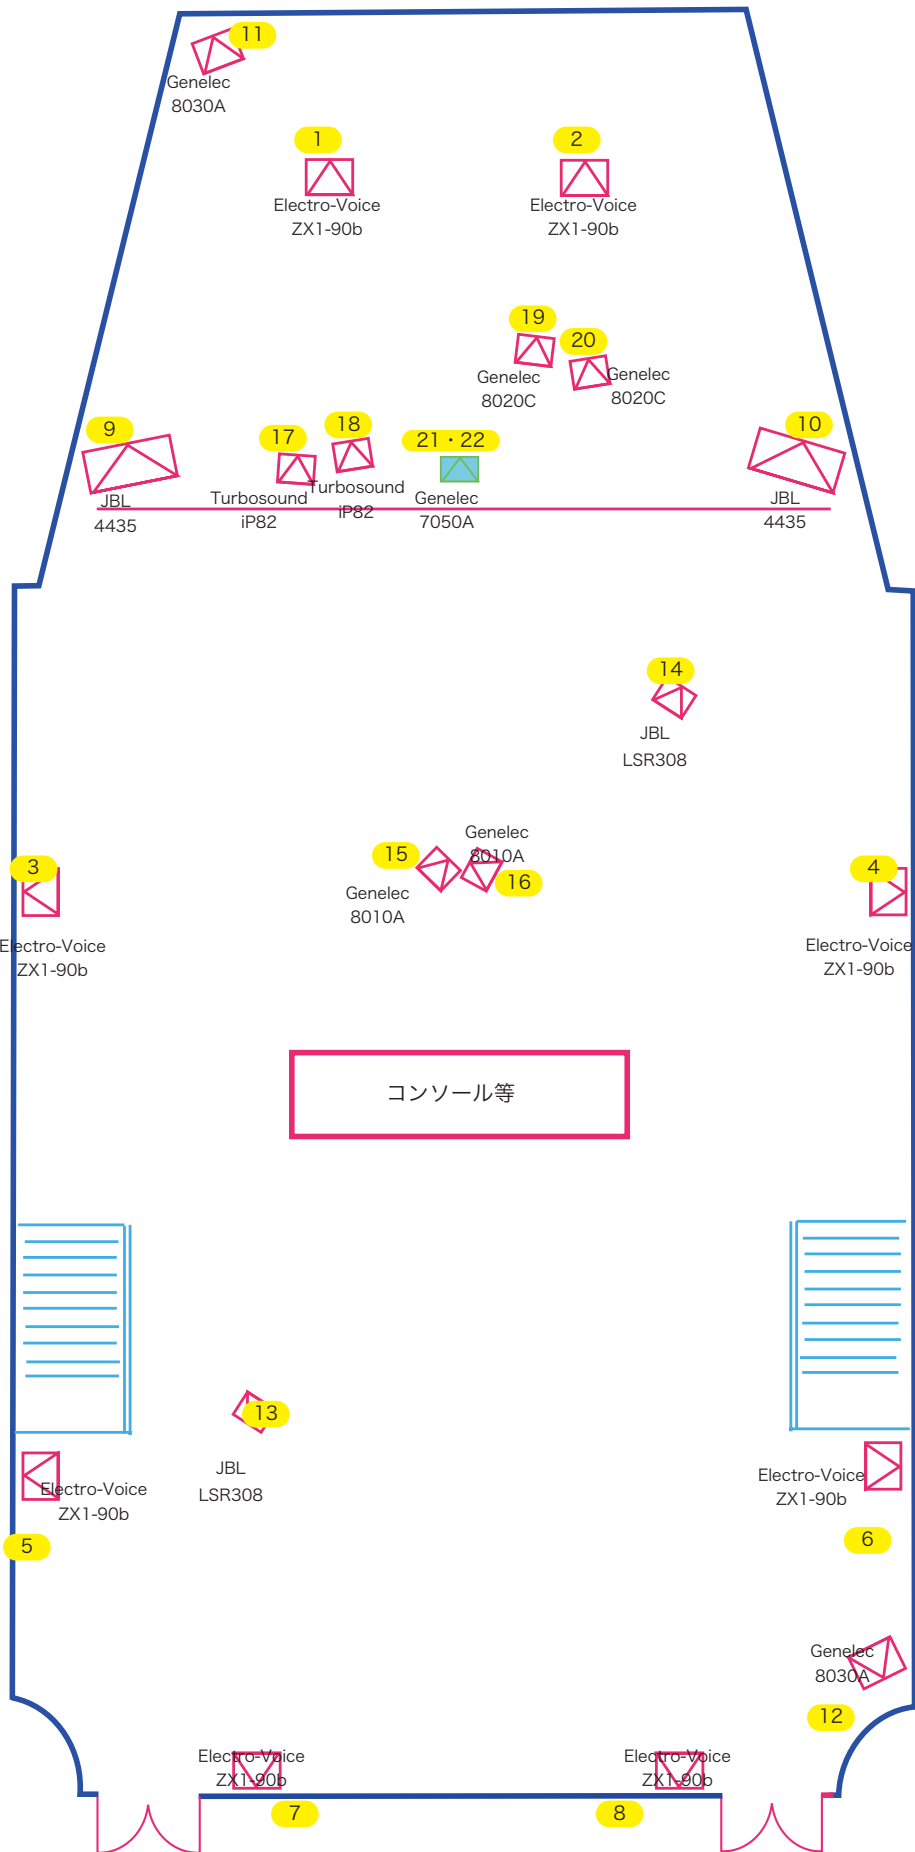 11
Genelec
8030A
1
2
Electro-Voice
ZX1-90b
Electro-Voice
ZX1-90b
19
20
Genelec
8020C
Genelec
8020C
9
17
18
21・22
10
JBL
4435
Turbosound
iP82
Turbosound
iP82
Genelec
7050A
JBL
4435
14
JBL
LSR308
3
15
Genelec
8010A
16
4
Genelec
8010A
Electro-Voice
ZX1-90b
Electro-Voice
ZX1-90b
コンソール等
13
JBL
LSR308
Electro-Voice
ZX1-90b
Electro-Voice
ZX1-90b
5
6
Genelec
8030A
12
Electro-Voice
ZX1-90b
Electro-Voice
ZX1-90b
7
8